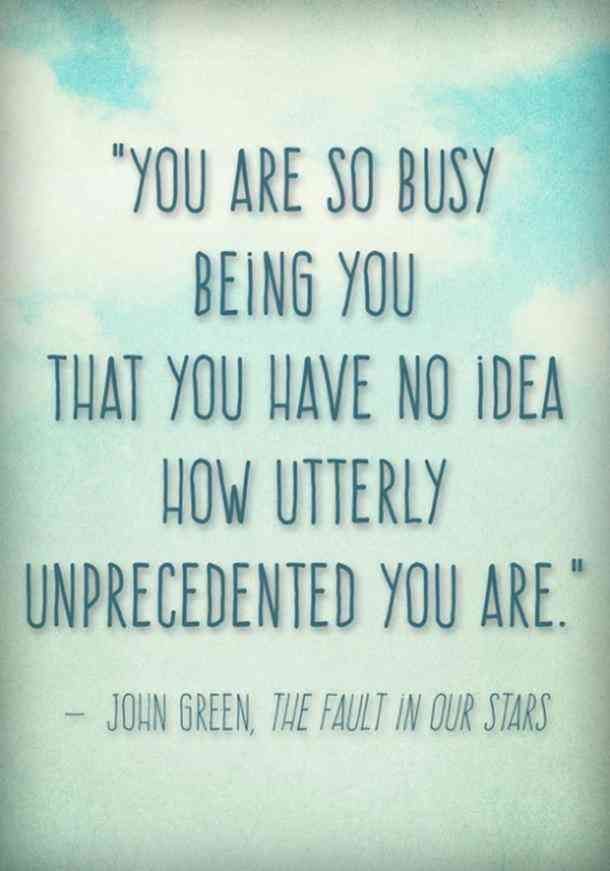 "YOU ARE SO BUSY
BEiNG YOU
THAT YOU HAVE NO iDEA
HOW UTTERLY
UNPRECEDENTED YOU ARE."
– JOHN GREEN, THE FAULT iN OUR STARS